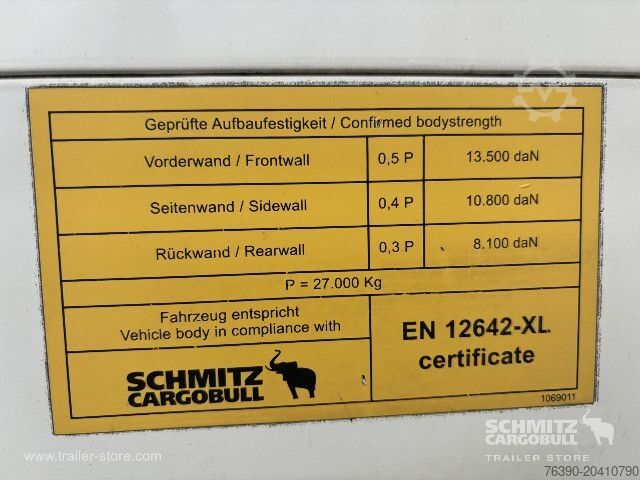 Geprüfte Aufbaufestigkeit / Confirmed bodystrength
Vorderwand / Frontwall 0,5 P 13.500 daN
Seitenwand / Sidewall 0,4 P 10.800 daN
Rückwand / Rearwall 0,3 P 8.100 daN
P = 27.000 Kg
Fahrzeug entspricht
Vehicle body in compliance with
SCHMITZ
CARGOBULL
EN 12642-XL
certificate
1069011
www.trailer-store.com
SCHMITZ
CARGOBULL
TRAILER STORE
76390-20410790